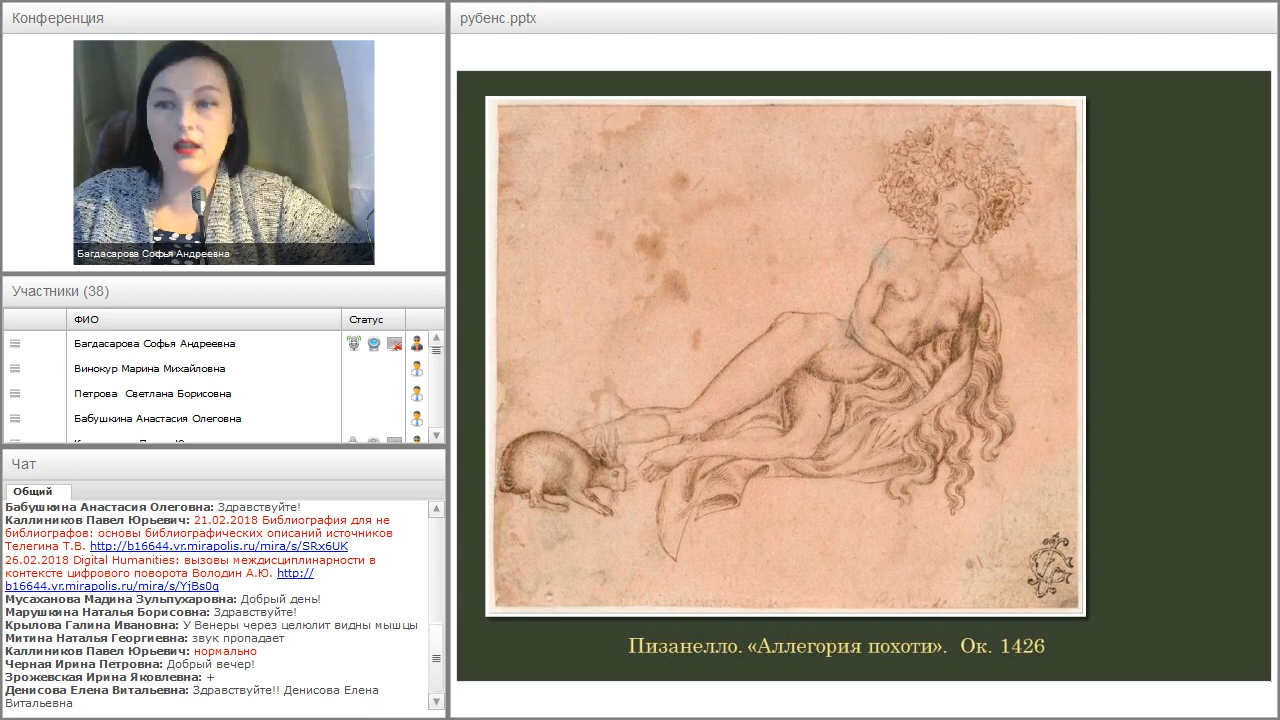 Конференция
Багдасарова Софья Андреевна
Участники (38)
ФИО
Статус
Багдасарова Софья Андреевна
Винокур Марина Михайловна
Петрова Светлана Борисовна
Бабушкина Анастасия Олеговна
Чат
Общий
Бабушкина Анастасия Олеговна: Здравствуйте!
Каллиников Павел Юрьевич: 21.02.2018 Библиография для не
библиографов: основы библиографических описаний источников
Телегина Т.В. http://b16644.vr.mirapolis.ru/mira/s/SRx6UK
26.02.2018 Digital Humanities: вызовы междисциплинарности в
контексте цифрового поворота Володин А.Ю. http://
b16644.vr.mirapolis.ru/mira/s/YjBs0q
Мусаханова Мадина Зульпухаровна: Добрый день!
Марушкина Наталья Борисовна: Здравствуйте!
Крылова Галина Ивановна: У Венеры через целюлит видны мышцы
Митина Наталья Георгиевна: звук пропадает
Каллиников Павел Юрьевич: нормально
Черная Ирина Петровна: Добрый вечер!
Зрожевская Ирина Яковлевна: +
Денисова Елена Витальевна: Здравствуйте!! Денисова Елена
Витальевна
рубенс.pptx
Пизанелло. «Аллегория похоти». Ок. 1426